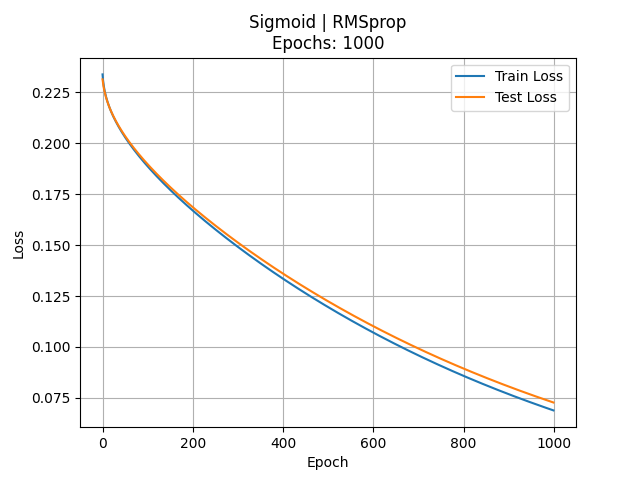 Sigmoid | RMSprop
Epochs: 1000
Train Loss
Test Loss
0.225
0.200
0.175
0.150
0.125
0.100
0.075
Loss
0 200 400 600 800 1000
Epoch